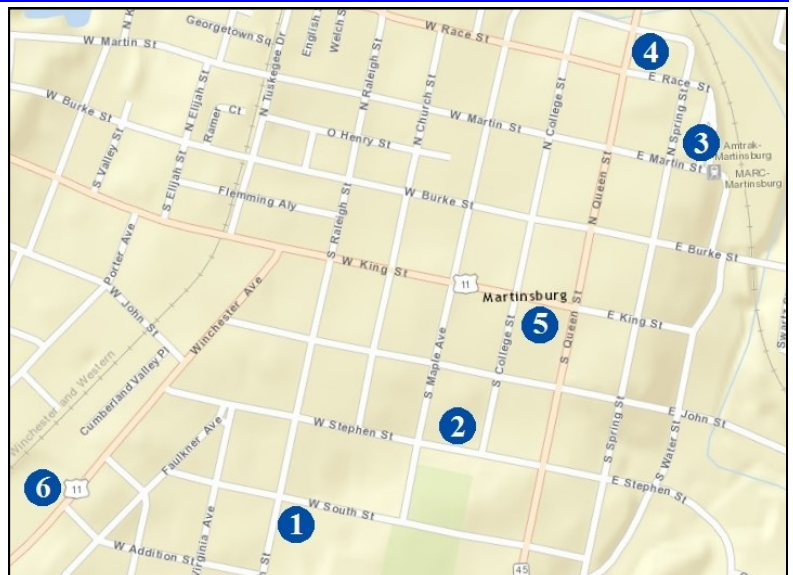 N K
Georgetown Sq
English A
Welch S
W Martin St
N Tuskegee Dr
N Raleigh St
N Church St
W Race St
4
E Race St
N Elijah St
Ramer Ct
O Henry St
W Martin St
N College St
N Spring St
3
Amtrak-
Martinsburg
E Martin St
MARC-
Martinsburg
W Burke St
S Valley St
S Elijah St
Flemming Aly
S Raleigh St
W Burke St
N Queen St
E Burke St
Porter Ave
W King St
11
Martinsburg
5
E King St
Swartz
W John St
Winchester Ave
Cumberland Valley Pl
Winchester and Western
S Maple Ave
S College St
S Queen St
E John St
W Stephen St
2
S Spring St
S Water St
E Stephen St
Faulkner Ave
6
11
W South St
1
Virginia Ave
W Addition St
h St
45